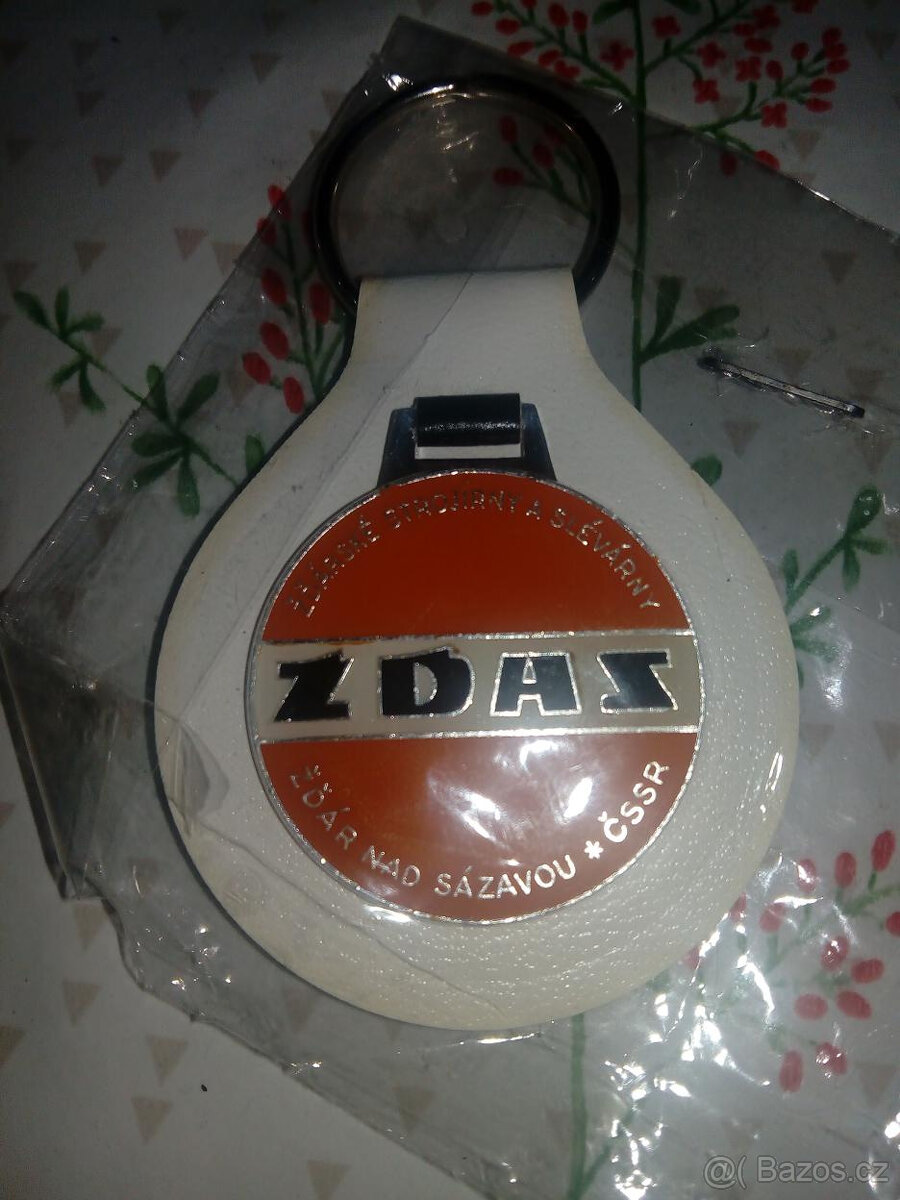 ŽĎÁRSKÉ STROJÍRNY A SLÉVÁRNY
ŽĎAS
ŽĎÁR NAD SÁZAVOU * ČSSR
@( Bazos.cz